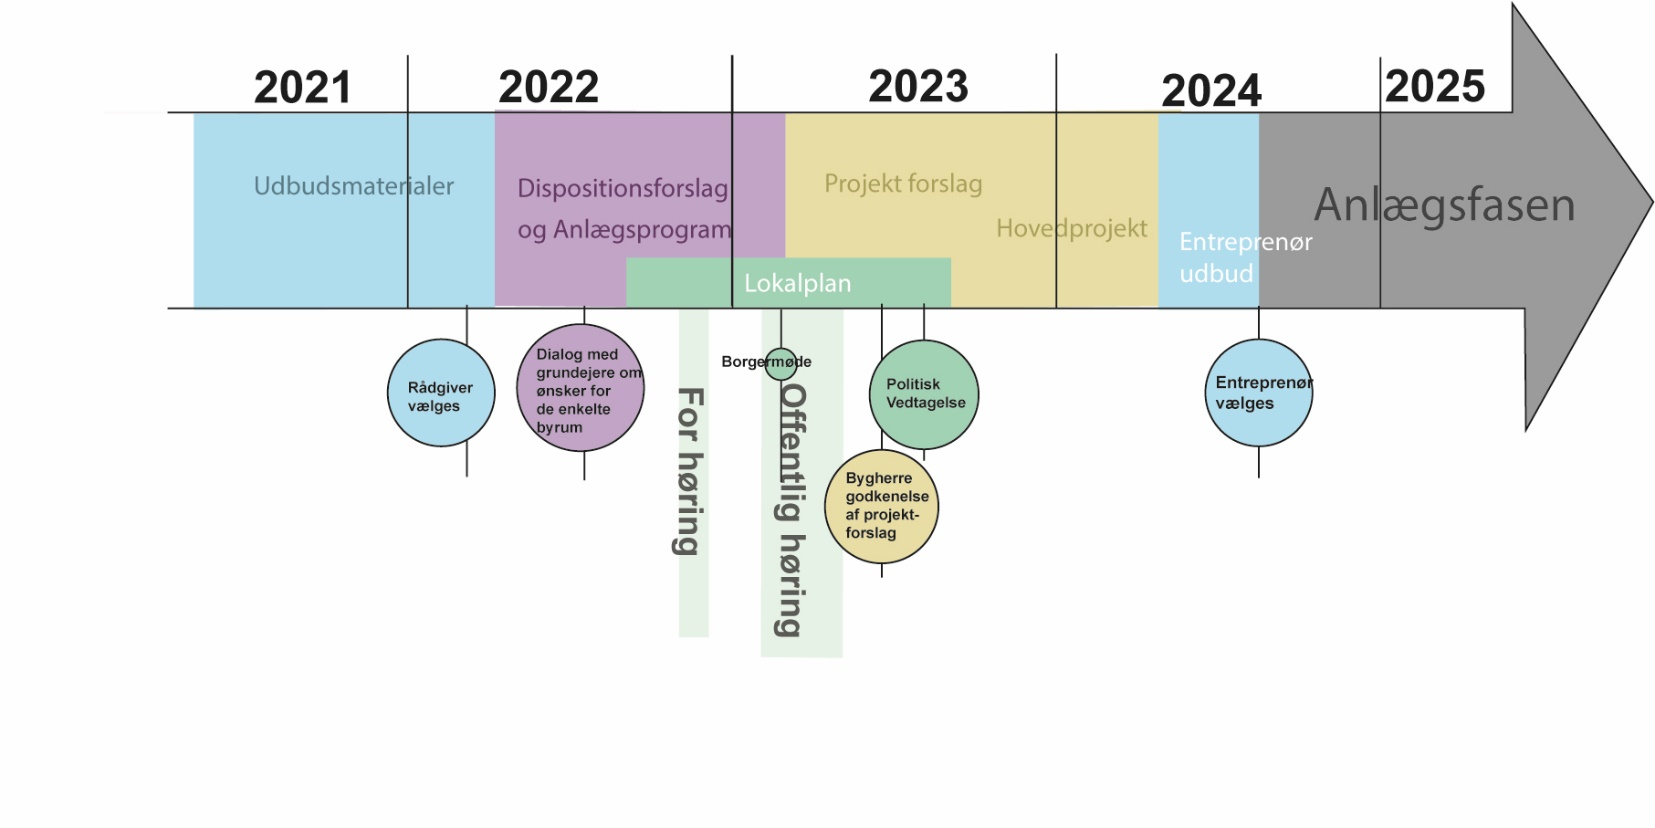 2021
2022
2023
2024
2025
Udbudsmaterialer
Dispositionsforslag
og Anlægsprogram
Projekt forslag
Hovedprojekt
Lokalplan
Entreprenør
udbud
Anlægsfasen
Rådgiver
vælges
Dialog med
grundejere om
ønsker for
de enkelte
byrum
For høring
Borgermøde
Offentlig høring
Politisk
Vedtagelse
Bygherre
godkenelse
af projekt-
forslag
Entreprenør
vælges